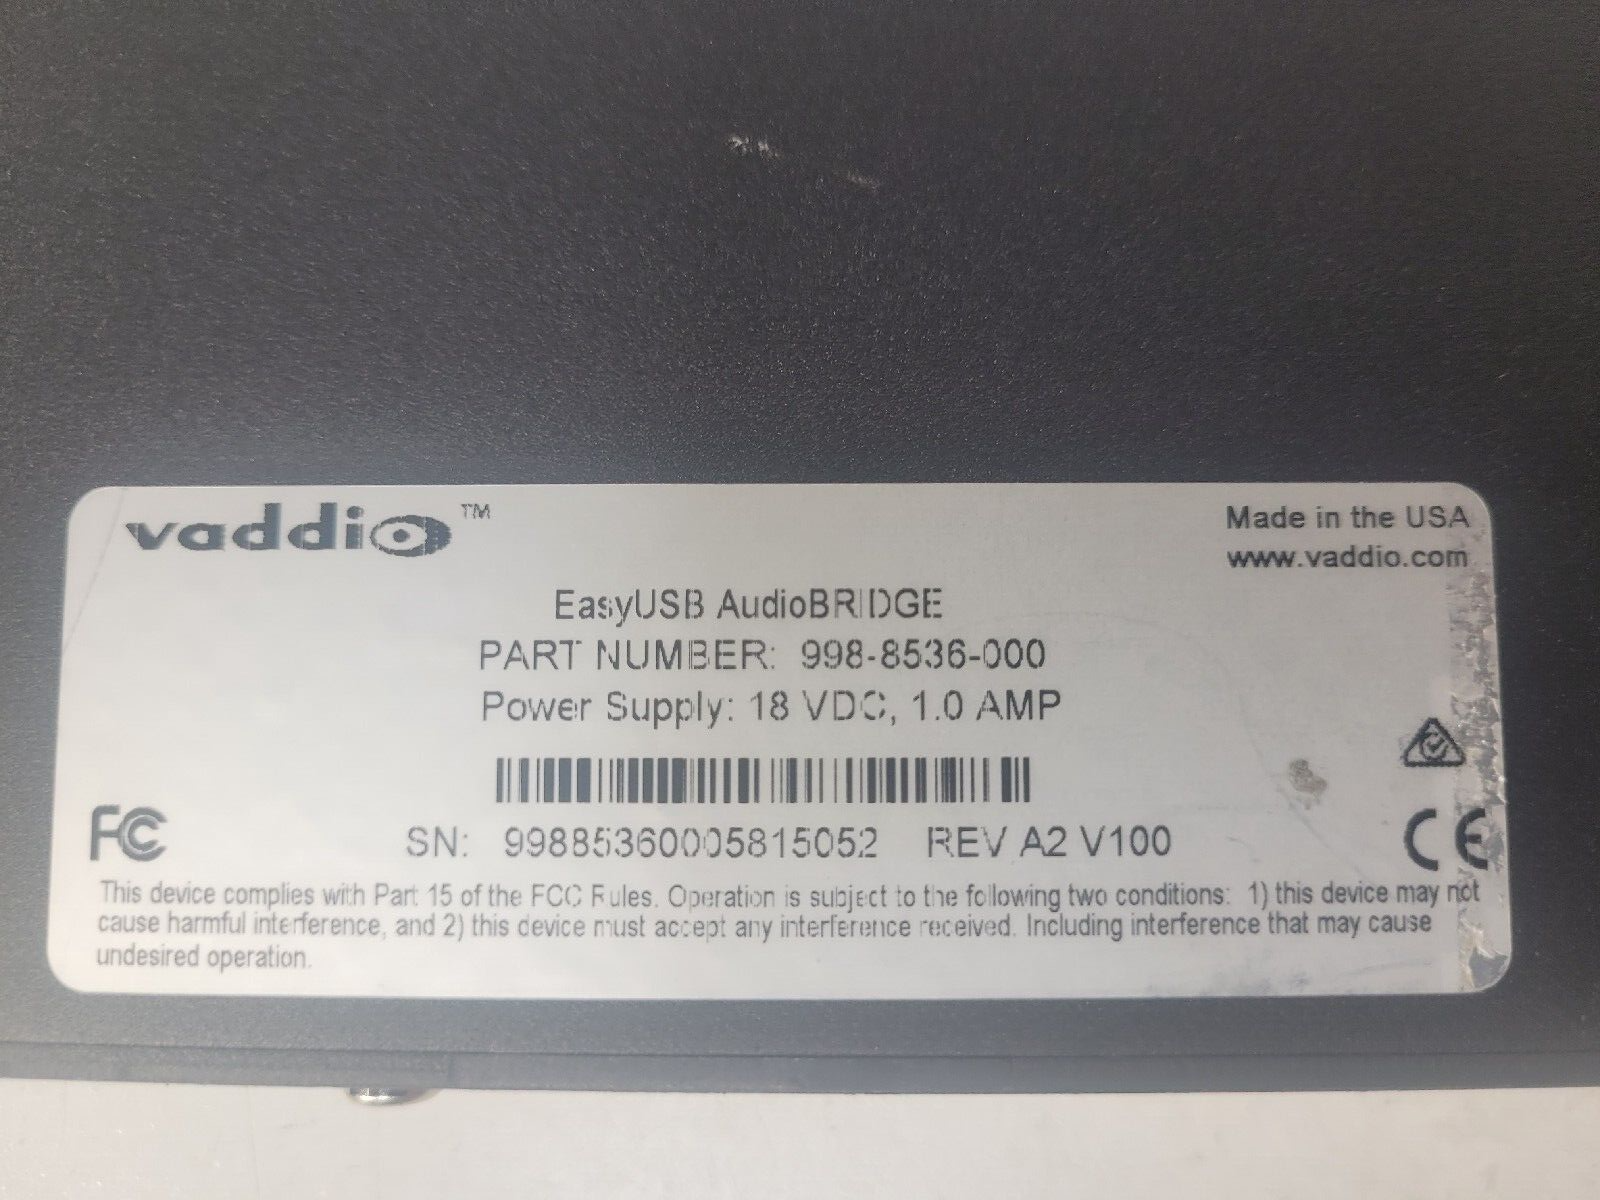 vaddio™
Made in the USA
www.vaddio.com
EasyUSB AudioBRIDGE
PART NUMBER: 998-8536-000
Power Supply: 18 VDC, 1.0 AMP
FC
CE
SN: 99885360005815052 REV A2 V100
This device complies with Part 15 of the FCC Rules. Operation is subject to the following two conditions: 1) this device may not
cause harmful interference, and 2) this device must accept any interference received. Including interference that may cause
undesired operation.